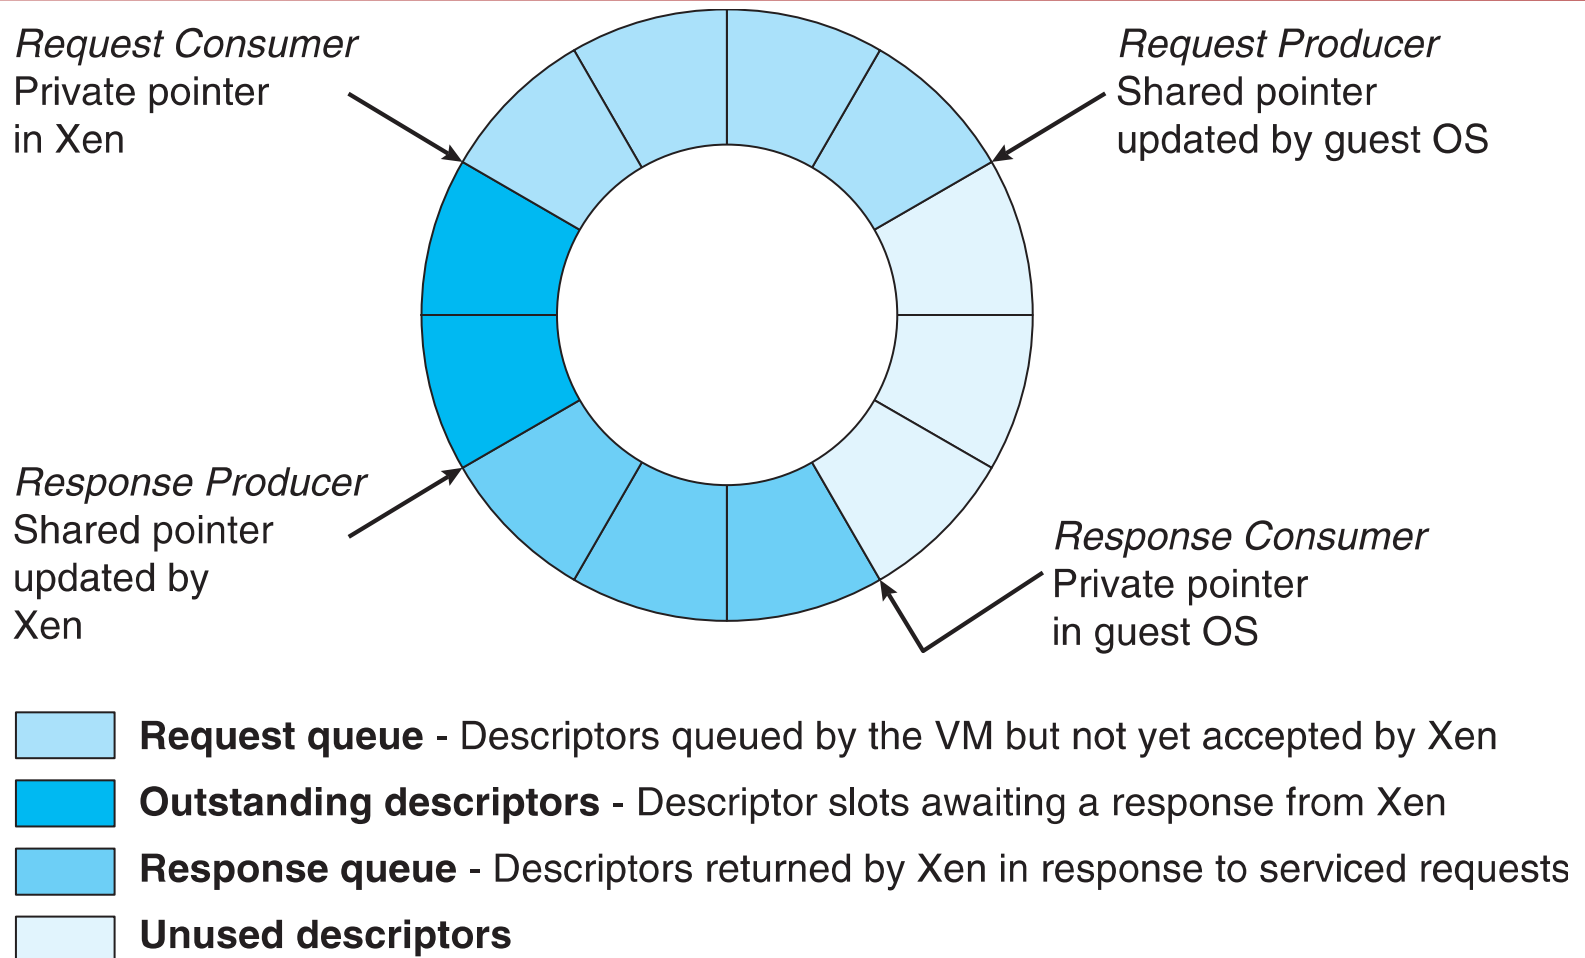 Request Consumer
Private pointer
in Xen
Request Producer
Shared pointer
updated by guest OS
Response Producer
Shared pointer
updated by
Xen
Response Consumer
Private pointer
in guest OS
Request queue - Descriptors queued by the VM but not yet accepted by Xen
Outstanding descriptors - Descriptor slots awaiting a response from Xen
Response queue - Descriptors returned by Xen in response to serviced requests
Unused descriptors